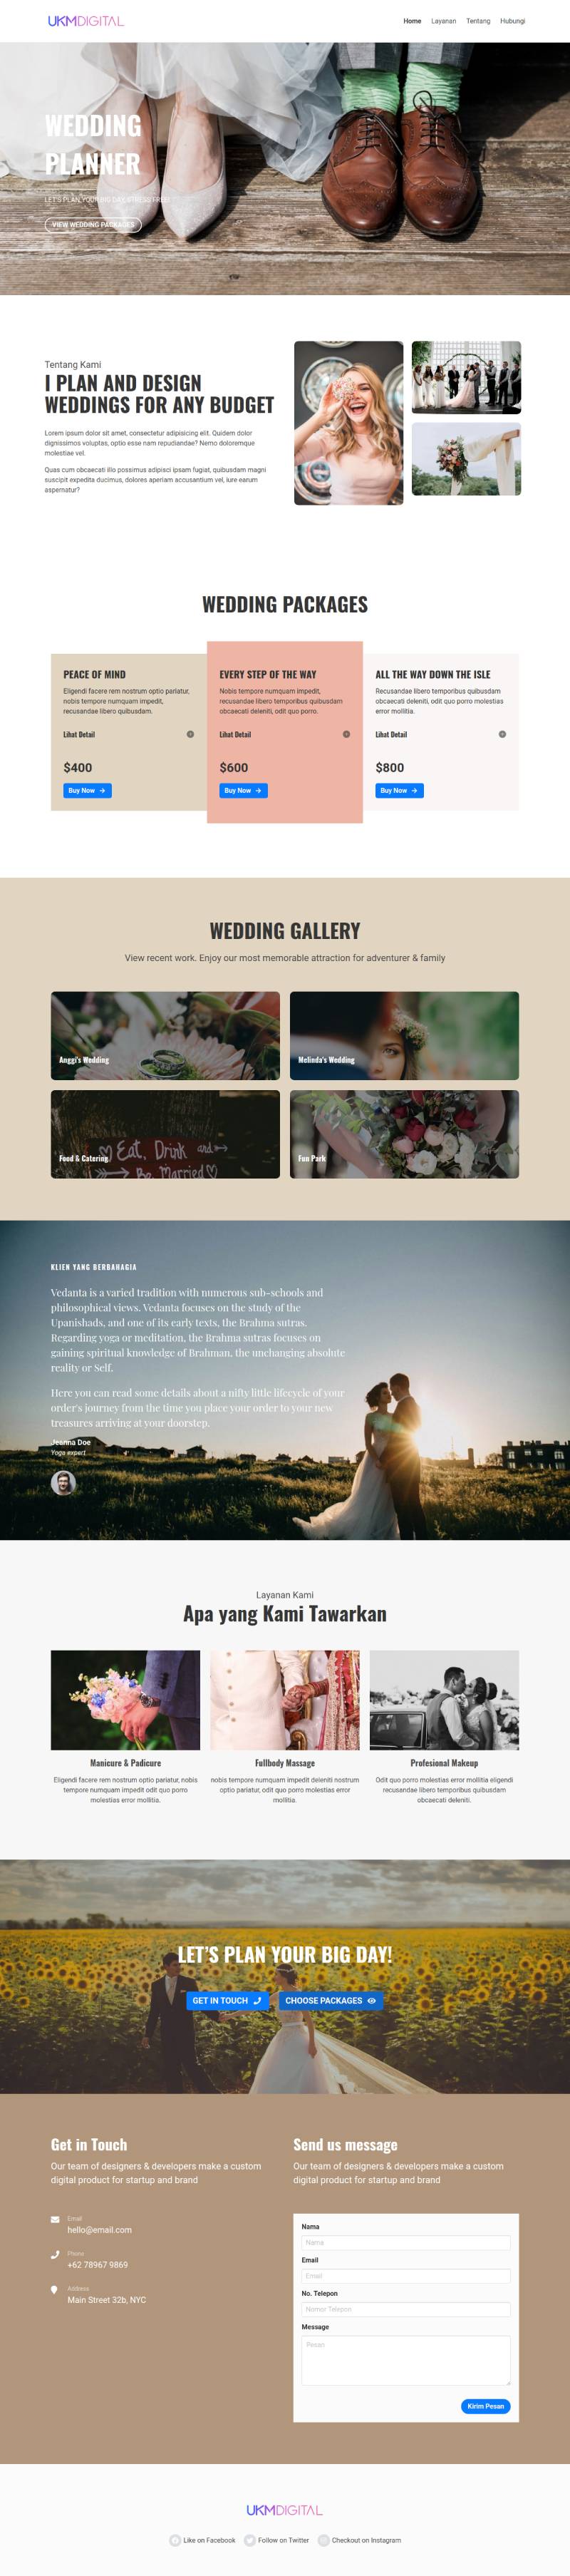 UKMDIGITAL
Home Layanan Tentang Hubungi
WEDDING
PLANNER
LET'S PLAN YOUR BIG DAY STRESS FREE!
VIEW WEDDING PACKAGES
Tentang Kami
I PLAN AND DESIGN
WEDDINGS FOR ANY BUDGET
Lorem ipsum dolor sit amet, consectetur adipisicing elit. Quidem dolor
dignissimos voluptas, optio esse nam repudiandae? Nemo doloremque
molestiae vel.
Quas cum obcaecati illo possimus adipisci ipsam fugiat, quibusdam magni
suscipit expedita ducimus, dolores aperiam accusantium vel, iure earum
aspernatur?
WEDDING PACKAGES
PEACE OF MIND
Eligendi facere rem nostrum optio pariatur,
nobis tempore numquam impedit,
recusandae libero quibusdam.
Lihat Detail
$400
Buy Now
EVERY STEP OF THE WAY
Nobis tempore numquam impedit,
recusandae libero temporibus quibusdam
obcaecati deleniti, odit quo porro.
Lihat Detail
$600
Buy Now
ALL THE WAY DOWN THE ISLE
Recusandae libero temporibus quibusdam
obcaecati deleniti, odit quo porro molestias
error mollitia.
Lihat Detail
$800
Buy Now
WEDDING GALLERY
View recent work. Enjoy our most memorable attraction for adventurer & family
Anggi's Wedding
Melinda's Wedding
Eat, Drink and
Be Married
Food & Catering
Fun Park
KLIEN YANG BERBAHAGIA
Vedanta is a varied tradition with numerous sub-schools and
philosophical views. Vedanta focuses on the study of the
Upanishads, and one of its early texts, the Brahma sutras.
Regarding yoga or meditation, the Brahma sutras focuses on
gaining spiritual knowledge of Brahman, the unchanging absolute
reality or Self.
Here you can read some details about a nifty little lifecycle of your
order's journey from the time you place your order to your new
treasures arriving at your doorstep.
Jeanna Doe
Yoga expert
Layanan Kami
Apa yang Kami Tawarkan
Manicure & Padicure
Eligendi facere rem nostrum optio pariatur, nobis
tempore numquam impedit odit quo porro
molestias error mollitia.
Fullbody Massage
nobis tempore numquam impedit deleniti nostrum
optio pariatur, odit quo porro molestias error
mollitia.
Profesional Makeup
Odit quo porro molestias error mollitia eligendi
recusandae libero temporibus quibusdam
obcaecati deleniti.
LET'S PLAN YOUR BIG DAY!
GET IN TOUCH
CHOOSE PACKAGES
Get in Touch
Our team of designers & developers make a custom
digital product for startup and brand
Email
hello@email.com
Phone
+62 78967 9869
Address
Main Street 32b, NYC
Send us message
Our team of designers & developers make a custom
digital product for startup and brand
Nama
Nama
Email
Email
No. Telepon
Nomor Telepon
Message
Pesan
Kirim Pesan
UKMDIGITAL
Like on Facebook Follow on Twitter Checkout on Instagram